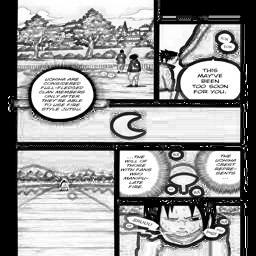 UCHIHA ARE
CONSIDERED
FULL-FLEDGED
CLAN MEMBERS
ONLY AFTER
THEY'RE ABLE
TO USE FIRE
STYLE JUTSU.
THIS
MAY'VE
BEEN
TOO SOON
FOR YOU.
THE
UCHIHA
CREST
REPRE-
SENTS
...THE
WILL OF
THOSE
WITH FANS
WHO
MANIPU-
LATE
FIRE.